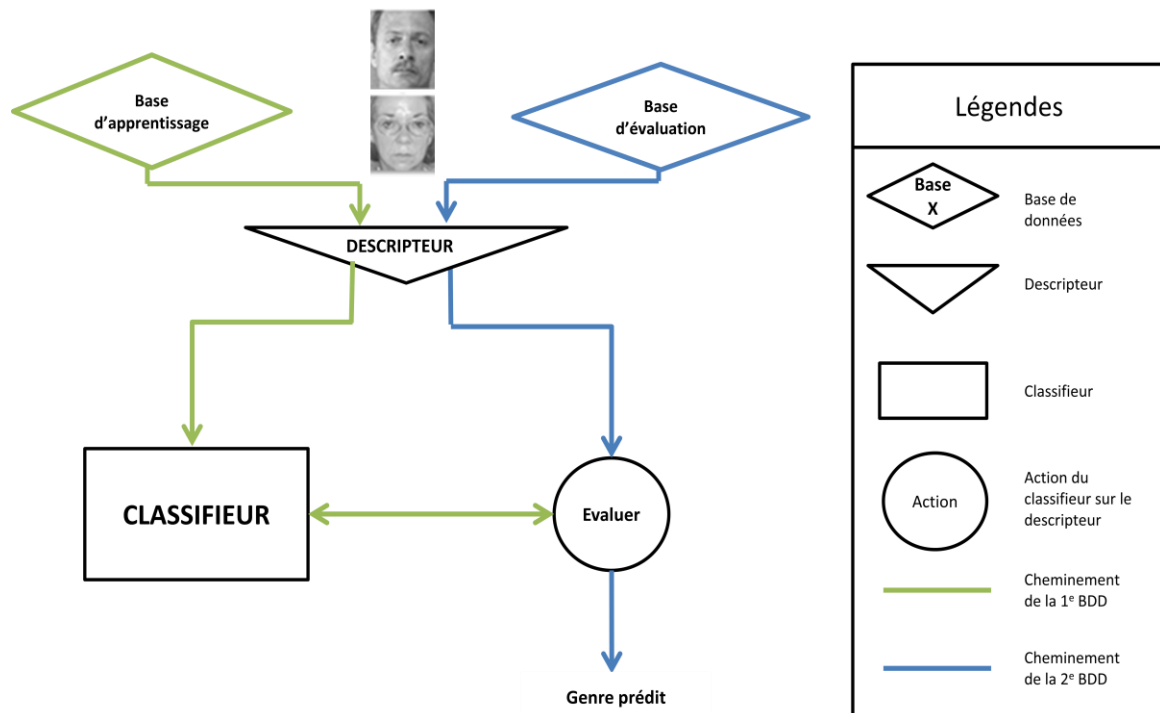 Base
d'apprentissage
Base
d'évaluation
DESCRIPTEUR
CLASSIFIEUR
Evaluer
Genre prédit
Légendes
Base
X
Base de
données
Descripteur
Classifieur
Action
Action du
classifieur sur le
descripteur
Cheminement
de la 1e BDD
Cheminement
de la 2e BDD